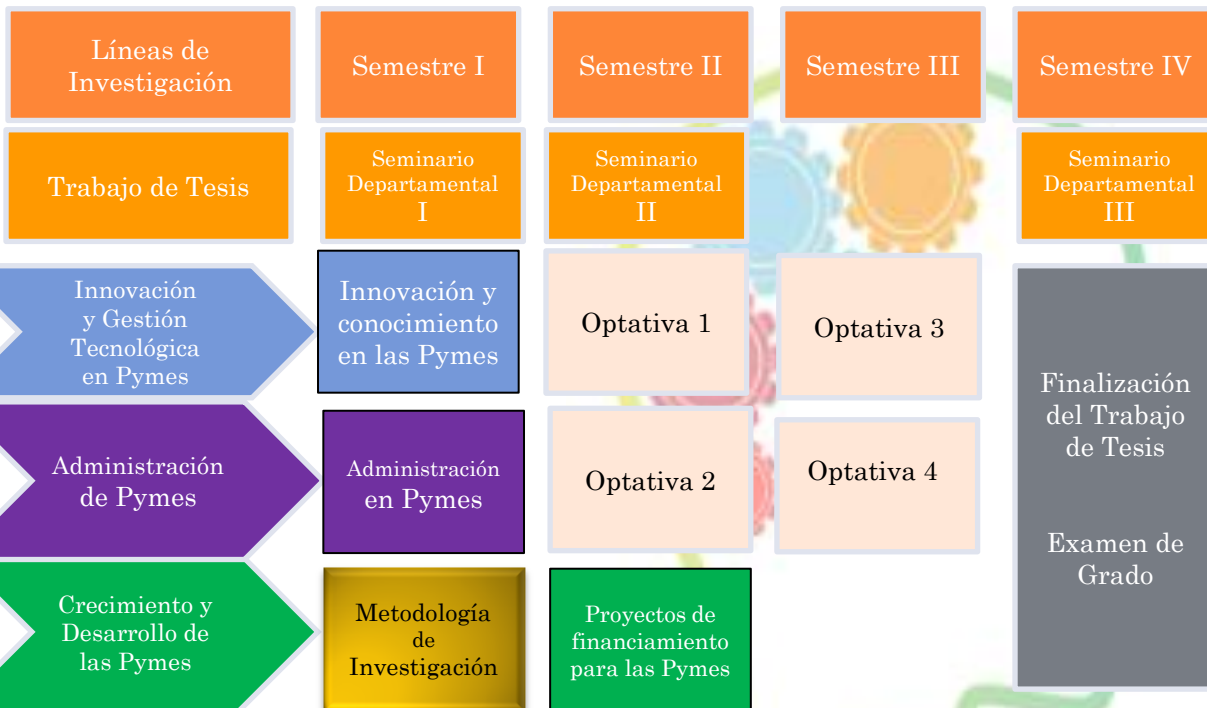 Líneas de
Investigación
Semestre I
Semestre II
Semestre III
Semestre IV
Trabajo de Tesis
Seminario
Departamental
I
Seminario
Departamental
II
Seminario
Departamental
III
Innovación
y Gestión
Tecnológica
en Pymes
Innovación y
conocimiento
en las Pymes
Optativa 1
Optativa 3
Finalización
del Trabajo
de Tesis
Examen de
Grado
Administración
de Pymes
Administración
en Pymes
Optativa 2
Optativa 4
Crecimiento y
Desarrollo de
las Pymes
Metodología
de
Investigación
Proyectos de
financiamiento
para las Pymes